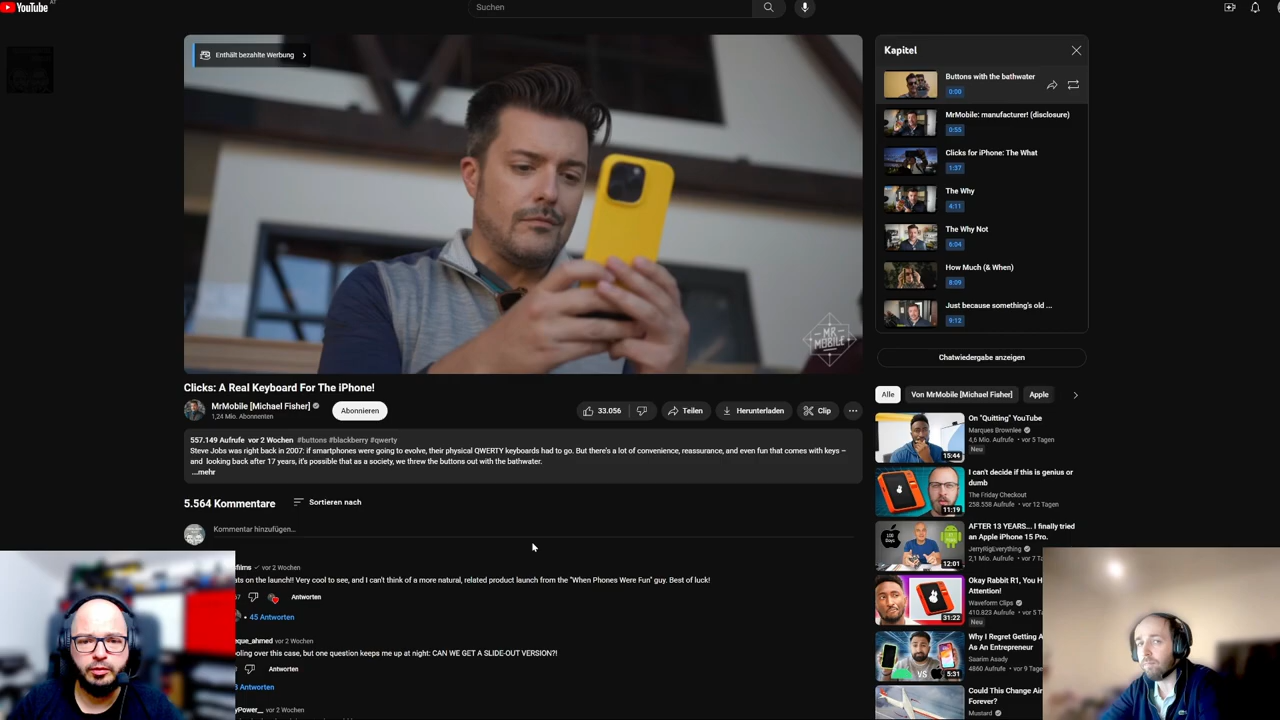 YouTube
AT
Suchen
Enthält bezahlte Werbung
MR
MOBILE
Kapitel
Buttons with the bathwater
0:00
MrMobile: manufacturer! (disclosure)
0:55
Clicks for iPhone: The What
1:37
The Why
4:11
The Why Not
6:04
How Much (& When)
8:09
Just because something's old ...
9:12
Chatwiedergabe anzeigen
Clicks: A Real Keyboard For The iPhone!
MrMobile [Michael Fisher]
1,24 Mio. Abonnenten
Abonnieren
33.056
Teilen
Herunterladen
Clip
557.149 Aufrufe vor 2 Wochen #buttons #blackberry #qwerty
Steve Jobs was right back in 2007: if smartphones were going to evolve, their physical QWERTY keyboards had to go. But there's a lot of convenience, reassurance, and even fun that comes with keys –
and looking back after 17 years, it's possible that as a society, we threw the buttons out with the bathwater.
...mehr
5.564 Kommentare
Sortieren nach
Kommentar hinzufügen...
films vor 2 Wochen
ats on the launch!! Very cool to see, and I can't think of a more natural, related product launch from the "When Phones Were Fun" guy. Best of luck!
Antworten
45 Antworten
que_ahmed vor 2 Wochen
oling over this case, but one question keeps me up at night: CAN WE GET A SLIDE-OUT VERSION?!
Antworten
Antworten
yPower__ vor 2 Wochen
Alle
Von MrMobile [Michael Fisher]
Apple
On "Quitting" YouTube
Marques Brownlee
4,6 Mio. Aufrufe • vor 5 Tagen
Neu
15:44
I can't decide if this is genius or
dumb
The Friday Checkout
258.558 Aufrufe • vor 12 Tagen
11:19
AFTER 13 YEARS... I finally tried
an Apple iPhone 15 Pro.
JerryRigEverything
2,1 Mio. Aufrufe • vor 7 T
100
Days
12:01
Okay Rabbit R1, You H
Attention!
Waveform Clips
410.823 Aufrufe • vor 5 T
Neu
31:22
Why I Regret Getting A
As An Entrepreneur
Saarim Asady
4860 Aufrufe • vor 9 Tage
VS
5:31
Could This Change Air
Forever?
Mustard